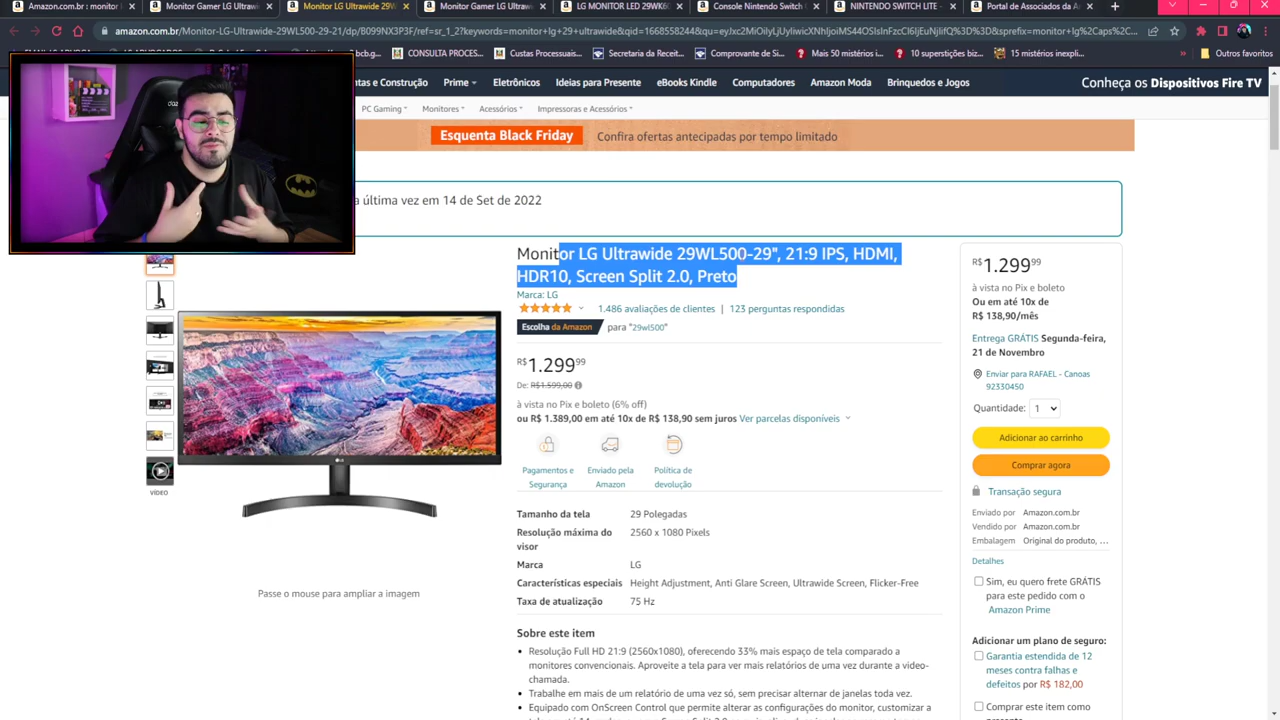 Amazon.com.br : monitor l
Monitor Gamer LG Ultrawi
Monitor LG Ultrawide 29W
Monitor Gamer LG Ultrawi
LG MONITOR LED 29WK60
Console Nintendo Switch
NINTENDO SWITCH LITE -
Portal de Associados da A
amazon.com.br/Monitor-LG-Ultrawide-29WL500-29-21/dp/B099NX3P3F/ref=sr_1_2?keywords=monitor+lg+29+ultrawide&qid=1668558244&
CONSULTA PROCES...
Custas Processuais...
Secretaria da Receit...
Comprovante de Sit...
Mais 50 mistérios i...
10 superstições biz...
15 mistérios inexpli...
Outros favoritos
ntas e Construção Prime Eletrônicos Ideias para Presente eBooks Kindle Computadores Amazon Moda Brinquedos e Jogos Conheça os Dispositivos Fire TV
PC Gaming Monitores Acessórios Impressoras e Acessórios
Esquenta Black Friday Confira ofertas antecipadas por tempo limitado
a última vez em 14 de Set de 2022
Monitor LG Ultrawide 29WL500-29", 21:9 IPS, HDMI,
HDR10, Screen Split 2.0, Preto
Marca: LG
1.486 avaliações de clientes | 123 perguntas respondidas
Escolha da Amazon para "29wl500"
R$1.299⁹⁹
De: R$1.599,00
à vista no Pix e boleto (6% off)
ou R$ 1.389,00 em até 10x de R$ 138,90 sem juros Ver parcelas disponíveis
Pagamentos e
Segurança
Enviado pela
Amazon
Política de
devolução
Tamanho da tela 29 Polegadas
Resolução máxima do
visor
2560 x 1080 Pixels
Marca LG
Características especiais Height Adjustment, Anti Glare Screen, Ultrawide Screen, Flicker-Free
Taxa de atualização 75 Hz
Sobre este item
Resolução Full HD 21:9 (2560x1080), oferecendo 33% mais espaço de tela comparado a
monitores convencionais. Aproveite a tela para ver mais relatórios de uma vez durante a video-
chamada.
Trabalhe em mais de um relatório de uma vez só, sem precisar alternar de janelas toda vez.
Equipado com OnScreen Control que permite alterar as configurações do monitor, customizar a
VÍDEO
LG
Passe o mouse para ampliar a imagem
R$1.299⁹⁹
à vista no Pix e boleto
Ou em até 10x de
R$ 138,90/mês
Entrega GRÁTIS Segunda-feira,
21 de Novembro
Enviar para RAFAEL - Canoas
92330450
Quantidade: 1
Adicionar ao carrinho
Comprar agora
Transação segura
Enviado por Amazon.com.br
Vendido por Amazon.com.br
Embalagem Original do produto, ...
Detalhes
Sim, eu quero frete GRÁTIS
para este pedido com o
Amazon Prime
Adicionar um plano de seguro:
Garantia estendida de 12
meses contra falhas e
defeitos por R$ 182,00
Comprar este item como